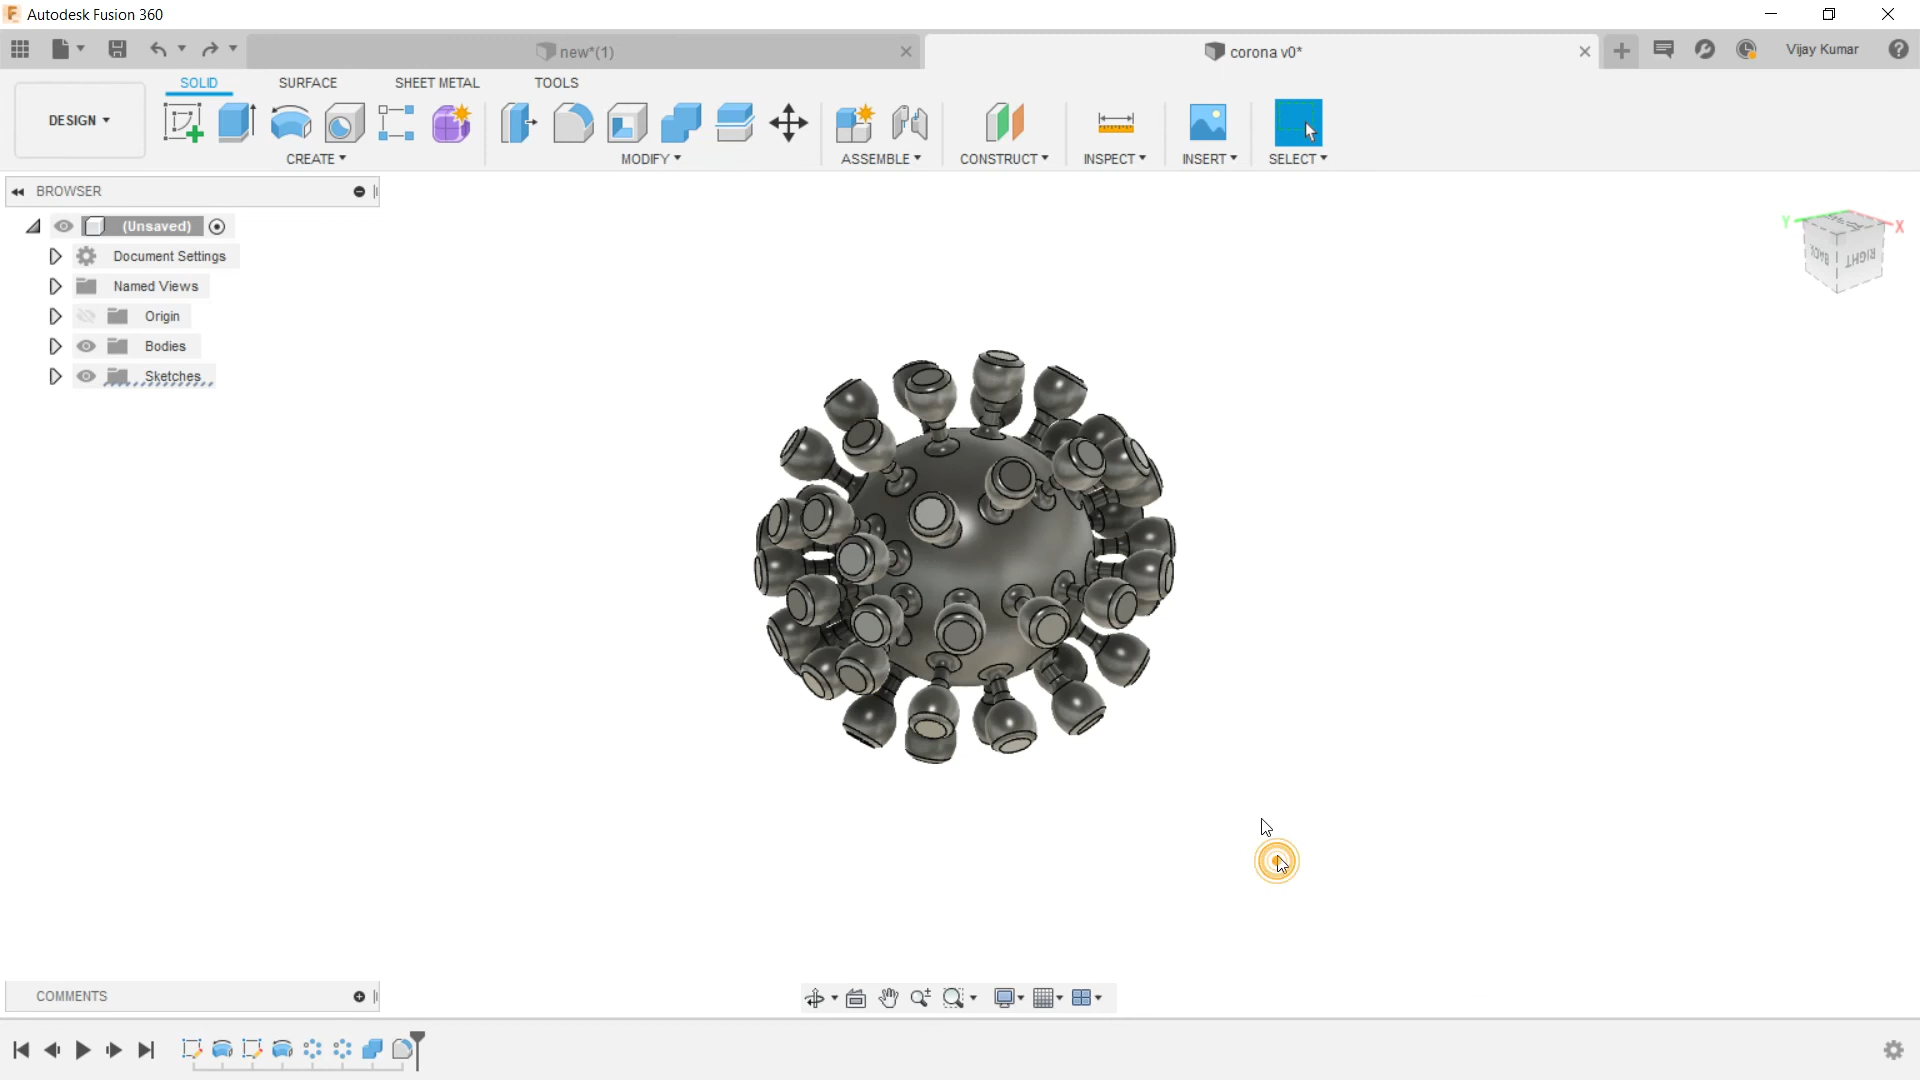 Autodesk Fusion 360
new*(1)
corona v0*
Vijay Kumar
SOLID
SURFACE
SHEET METAL
TOOLS
DESIGN
CREATE
MODIFY
ASSEMBLE
CONSTRUCT
INSPECT
INSERT
SELECT
BROWSER
(Unsaved)
Document Settings
Named Views
Origin
Bodies
Sketches
Y
X
BACK
RIGHT
COMMENTS